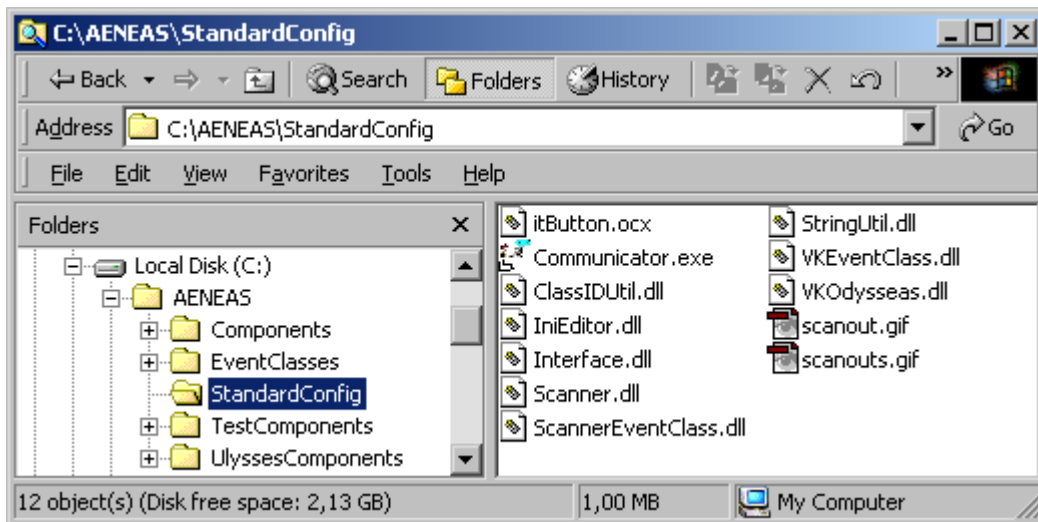 C:\AENEAS\StandardConfig
Back Search Folders History »
Address C:\AENEAS\StandardConfig Go
File Edit View Favorites Tools Help
Folders
Local Disk (C:)
AENEAS
Components
EventClasses
StandardConfig
TestComponents
UlyssesComponents
itButton.ocx
Communicator.exe
ClassIDUtil.dll
IniEditor.dll
Interface.dll
Scanner.dll
ScannerEventClass.dll
StringUtil.dll
VKEventClass.dll
VKOdysseas.dll
scanout.gif
scanouts.gif
12 object(s) (Disk free space: 2,13 GB) 1,00 MB My Computer